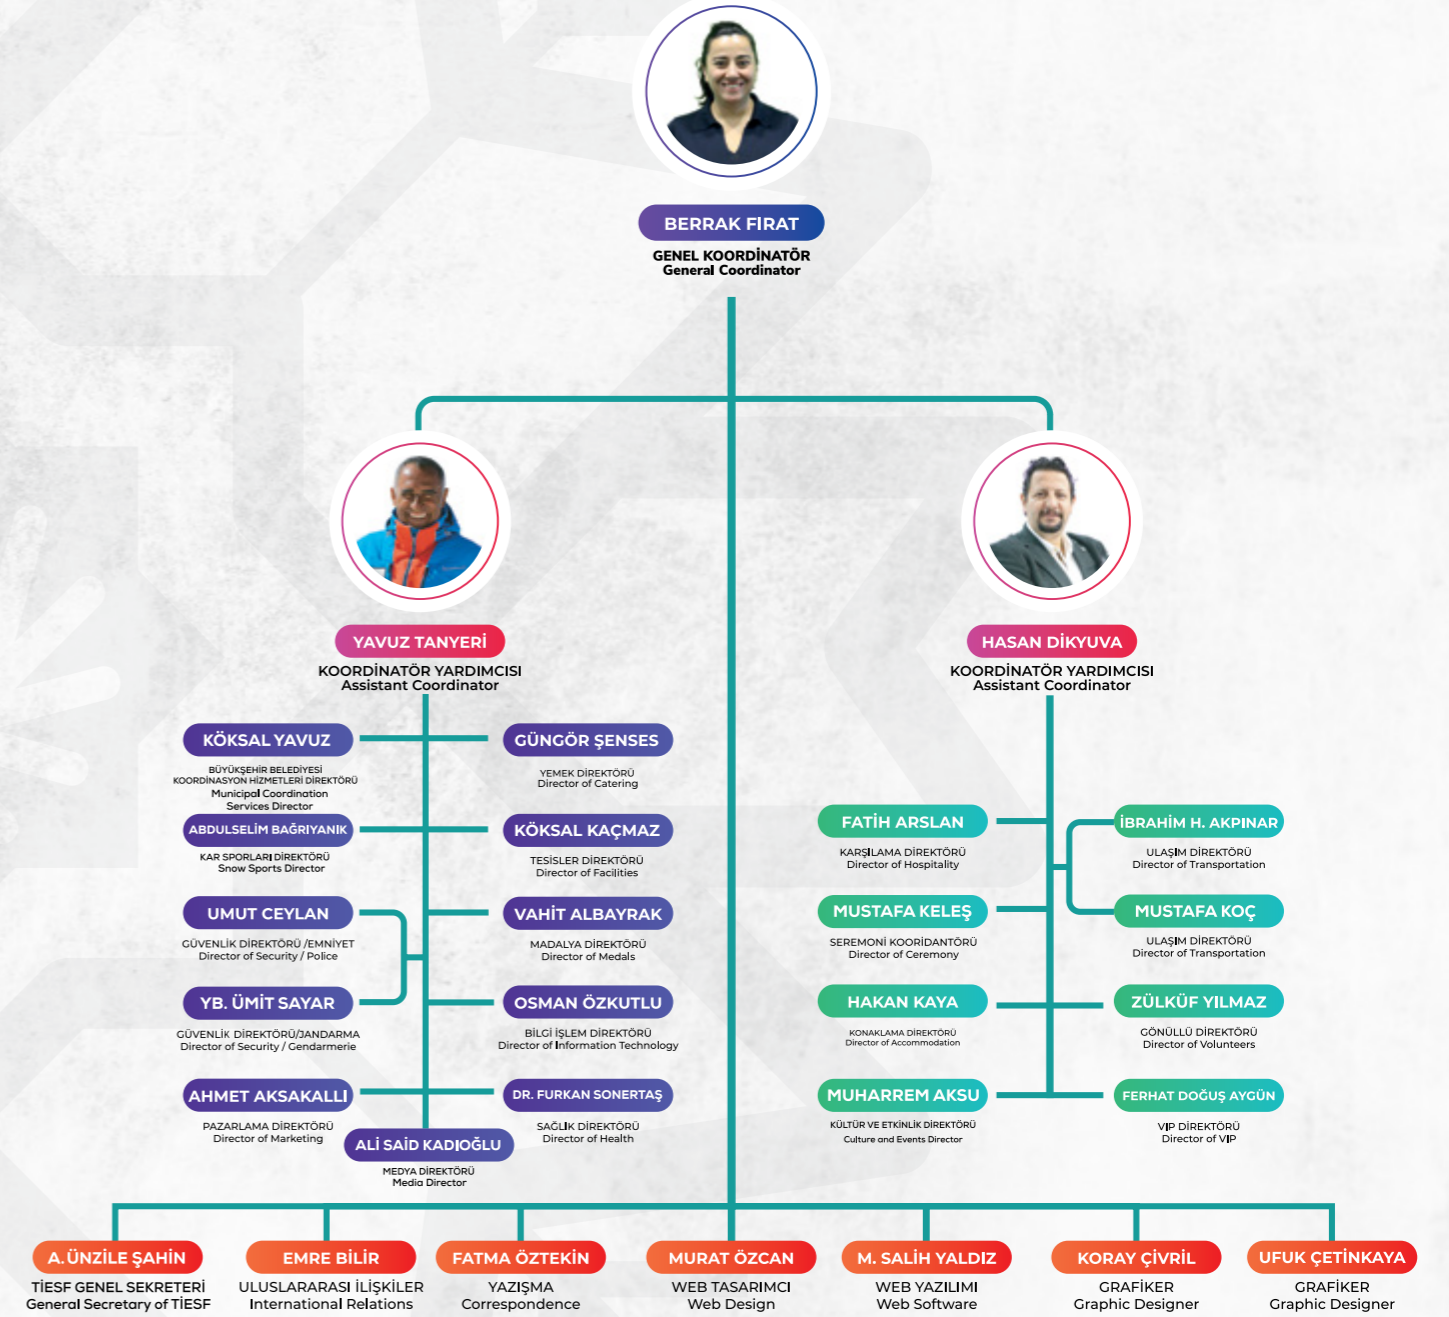 BERRAK FIRAT
GENEL KOORDİNATÖR
General Coordinator
YAVUZ TANYERİ
KOORDİNATÖR YARDIMCISI
Assistant Coordinator
HASAN DİKYUVA
KOORDİNATÖR YARDIMCISI
Assistant Coordinator
KÖKSAL YAVUZ
BÜYÜKŞEHİR BELEDİYESİ
KOORDİNASYON HİZMETLERİ DİREKTÖRÜ
Municipal Coordination
Services Director
GÜNGÖR ŞENSES
YEMEK DİREKTÖRÜ
Director of Catering
ABDULSELİM BAĞRIYANIK
KAR SPORLARI DİREKTÖRÜ
Snow Sports Director
KÖKSAL KAÇMAZ
TESİSLER DİREKTÖRÜ
Director of Facilities
UMUT CEYLAN
GÜVENLİK DİREKTÖRÜ /EMNİYET
Director of Security / Police
VAHİT ALBAYRAK
MADALYA DİREKTÖRÜ
Director of Medals
YB. ÜMİT SAYAR
GÜVENLİK DİREKTÖRÜ/JANDARMA
Director of Security / Gendarmerie
OSMAN ÖZKUTLU
BİLGİ İŞLEM DİREKTÖRÜ
Director of Information Technology
AHMET AKSAKALLI
PAZARLAMA DİREKTÖRÜ
Director of Marketing
DR. FURKAN SONERTAŞ
SAĞLIK DİREKTÖRÜ
Director of Health
ALİ SAİD KADIOĞLU
MEDYA DİREKTÖRÜ
Media Director
FATİH ARSLAN
KARŞILAMA DİREKTÖRÜ
Director of Hospitality
İBRAHİM H. AKPINAR
ULAŞIM DİREKTÖRÜ
Director of Transportation
MUSTAFA KELEŞ
SEREMONİ KOORİDANTÖRÜ
Director of Ceremony
MUSTAFA KOÇ
ULAŞIM DİREKTÖRÜ
Director of Transportation
HAKAN KAYA
KONAKLAMA DİREKTÖRÜ
Director of Accommodation
ZÜLKÜF YILMAZ
GÖNÜLLÜ DİREKTÖRÜ
Director of Volunteers
MUHARREM AKSU
KÜLTÜR VE ETKİNLİK DİREKTÖRÜ
Culture and Events Director
FERHAT DOĞUŞ AYGÜN
VIP DİREKTÖRÜ
Director of VIP
A. ÜNZİLE ŞAHİN
TİESF GENEL SEKRETERİ
General Secretary of TİESF
EMRE BİLİR
ULUSLARARASI İLİŞKİLER
International Relations
FATMA ÖZTEKİN
YAZIŞMA
Correspondence
MURAT ÖZCAN
WEB TASARIMCI
Web Design
M. SALİH YALDIZ
WEB YAZILIMI
Web Software
KORAY ÇİVRİL
GRAFİKER
Graphic Designer
UFUK ÇETİNKAYA
GRAFİKER
Graphic Designer